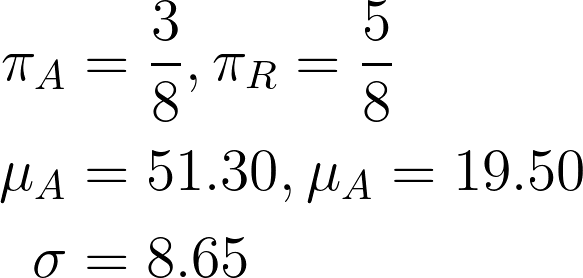 π_A = 3/8, π_R = 5/8
μ_A = 51.30, μ_A = 19.50
σ = 8.65